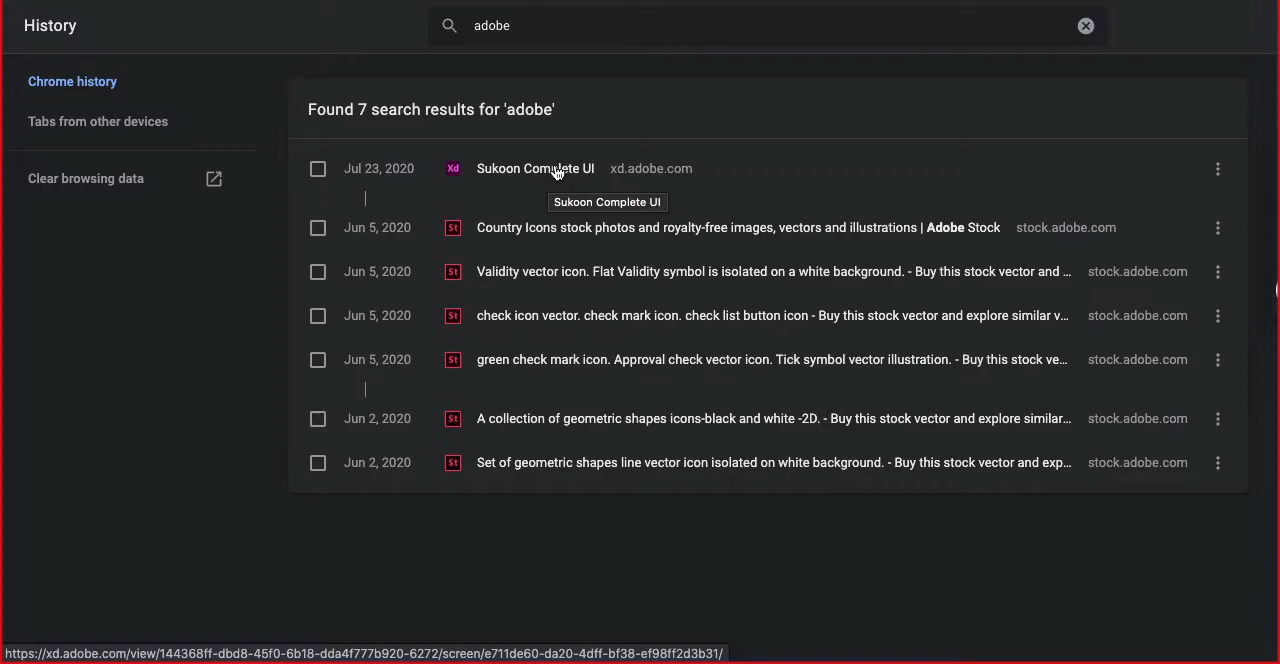 History
adobe
Chrome history
Tabs from other devices
Clear browsing data
Found 7 search results for 'adobe'
Jul 23, 2020 Xd Sukoon Complete UI xd.adobe.com
Sukoon Complete UI
Jun 5, 2020 St Country Icons stock photos and royalty-free images, vectors and illustrations | Adobe Stock stock.adobe.com
Jun 5, 2020 St Validity vector icon. Flat Validity symbol is isolated on a white background. - Buy this stock vector and ... stock.adobe.com
Jun 5, 2020 St check icon vector. check mark icon. check list button icon - Buy this stock vector and explore similar v... stock.adobe.com
Jun 5, 2020 St green check mark icon. Approval check vector icon. Tick symbol vector illustration. - Buy this stock ve... stock.adobe.com
Jun 2, 2020 St A collection of geometric shapes icons-black and white -2D. - Buy this stock vector and explore similar... stock.adobe.com
Jun 2, 2020 St Set of geometric shapes line vector icon isolated on white background. - Buy this stock vector and exp... stock.adobe.com
https://xd.adobe.com/view/144368ff-dbd8-45f0-6b18-dda4f777b920-6272/screen/e711de60-da20-4dff-bf38-ef98ff2d3b31/